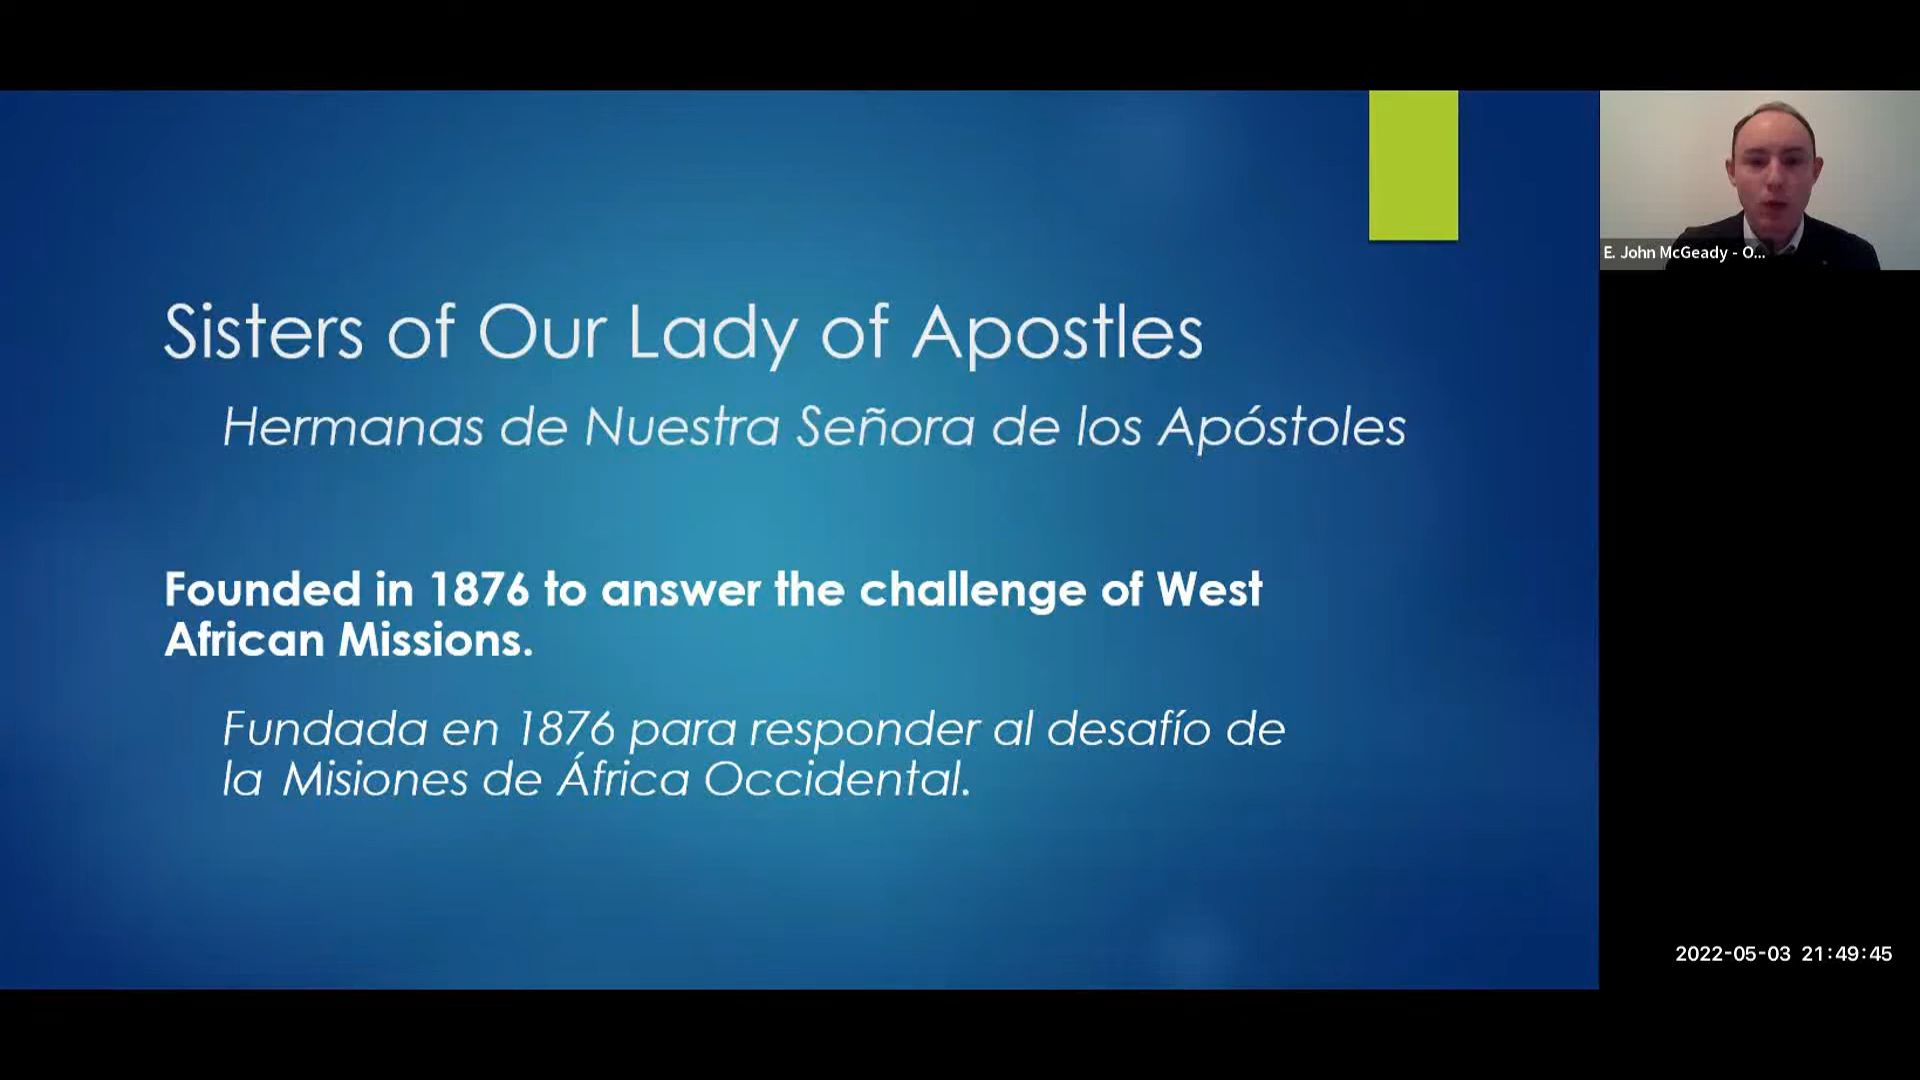 Sisters of Our Lady of Apostles
Hermanas de Nuestra Señora de los Apóstoles
Founded in 1876 to answer the challenge of West
African Missions.
Fundada en 1876 para responder al desafío de
la Misiones de África Occidental.
E. John McGeady - O...
2022-05-03 21:49:45